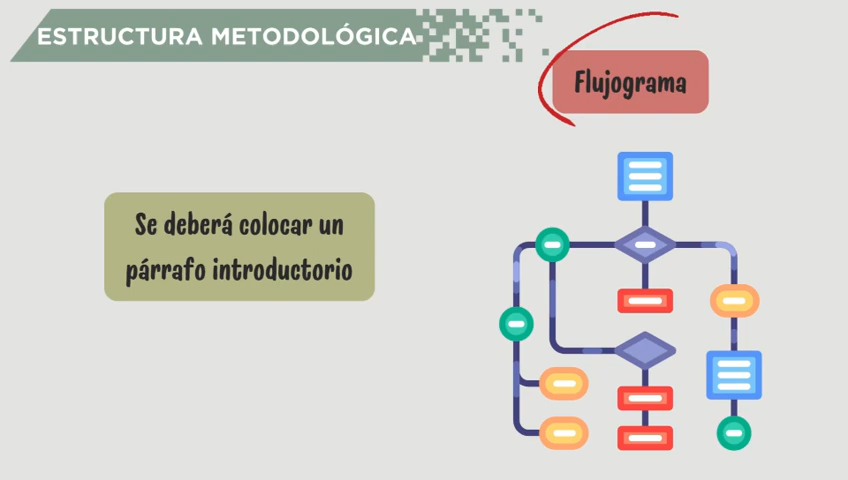 ESTRUCTURA METODOLÓGICA
Flujograma
Se deberá colocar un
párrafo introductorio